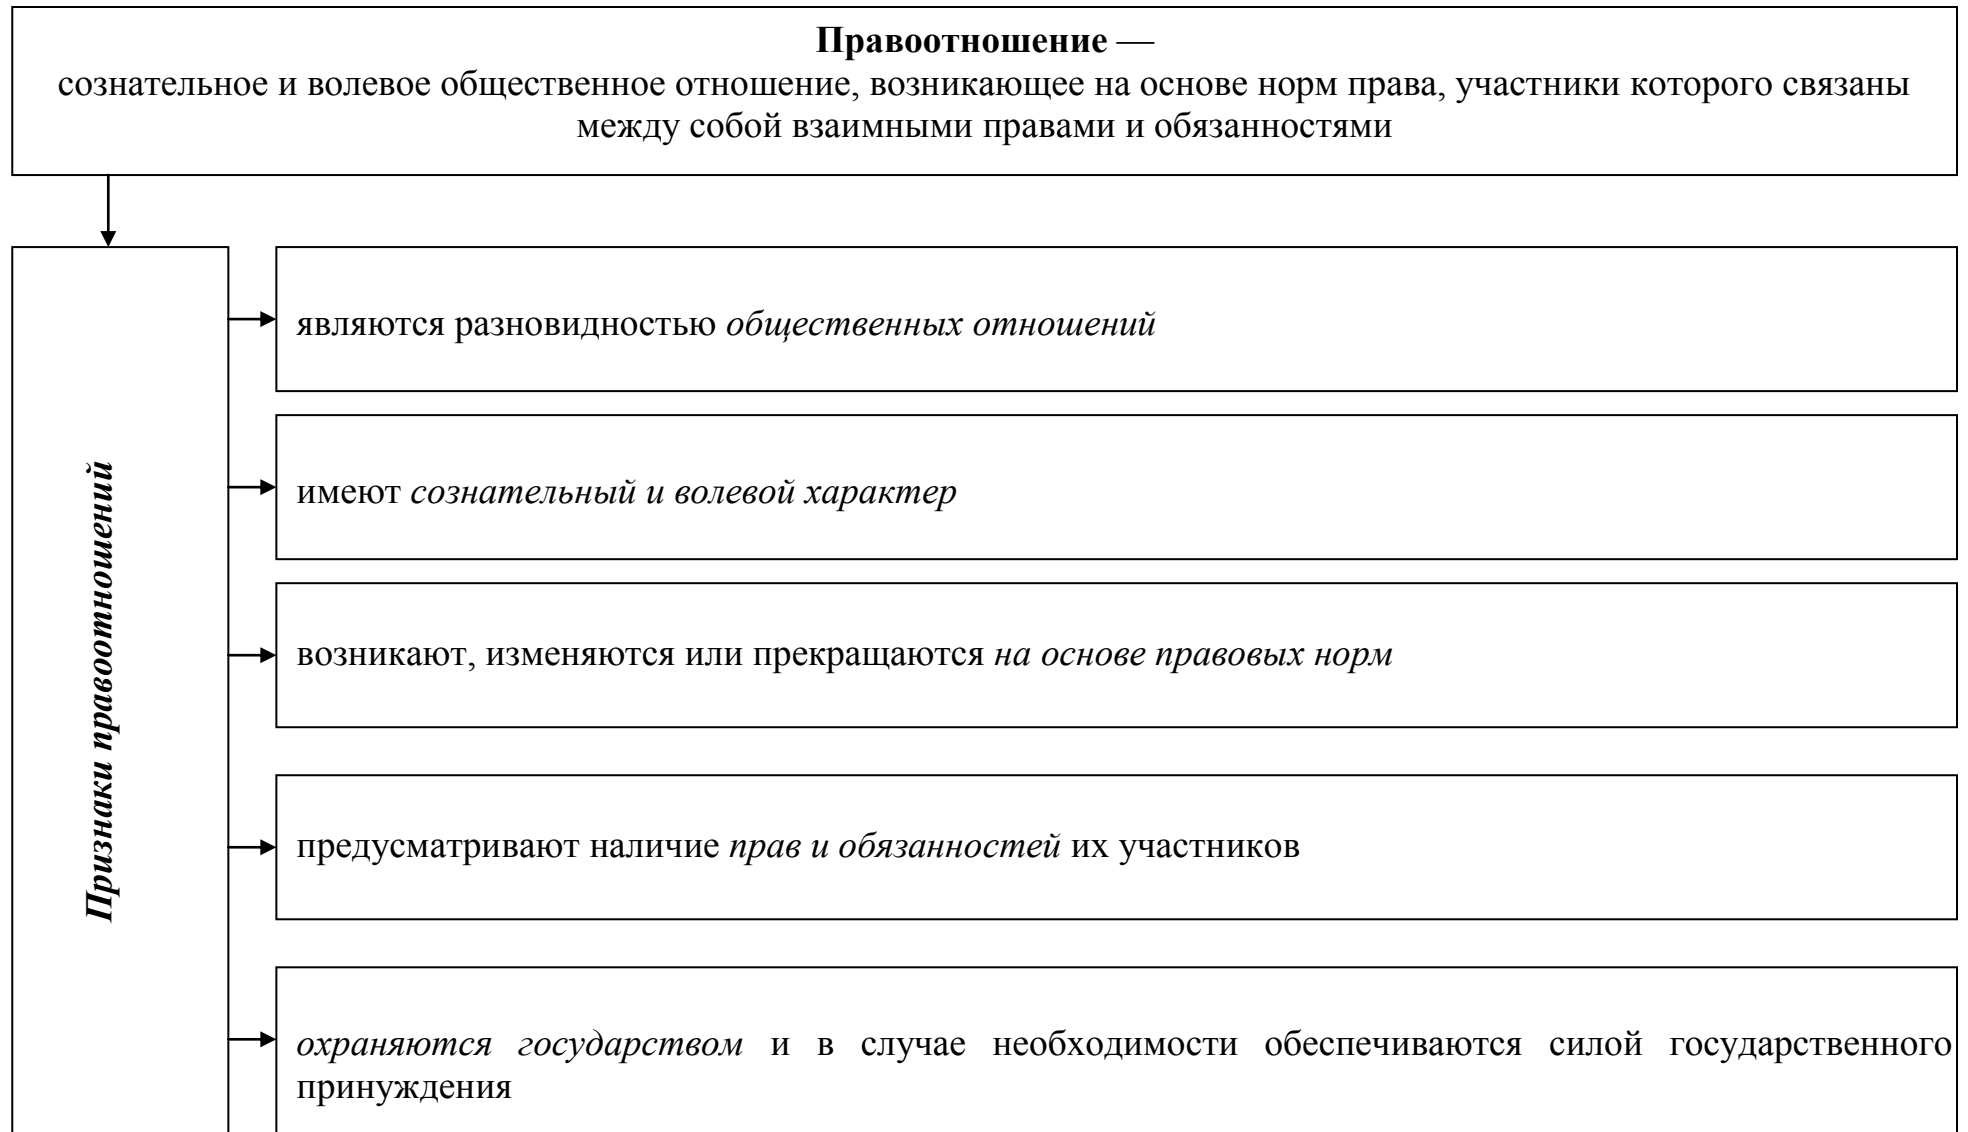 Правоотношение —
сознательное и волевое общественное отношение, возникающее на основе норм права, участники которого связаны
между собой взаимными правами и обязанностями
Признаки правоотношений
являются разновидностью общественных отношений
имеют сознательный и волевой характер
возникают, изменяются или прекращаются на основе правовых норм
предусматривают наличие прав и обязанностей их участников
охраняются государством и в случае необходимости обеспечиваются силой государственного
принуждения